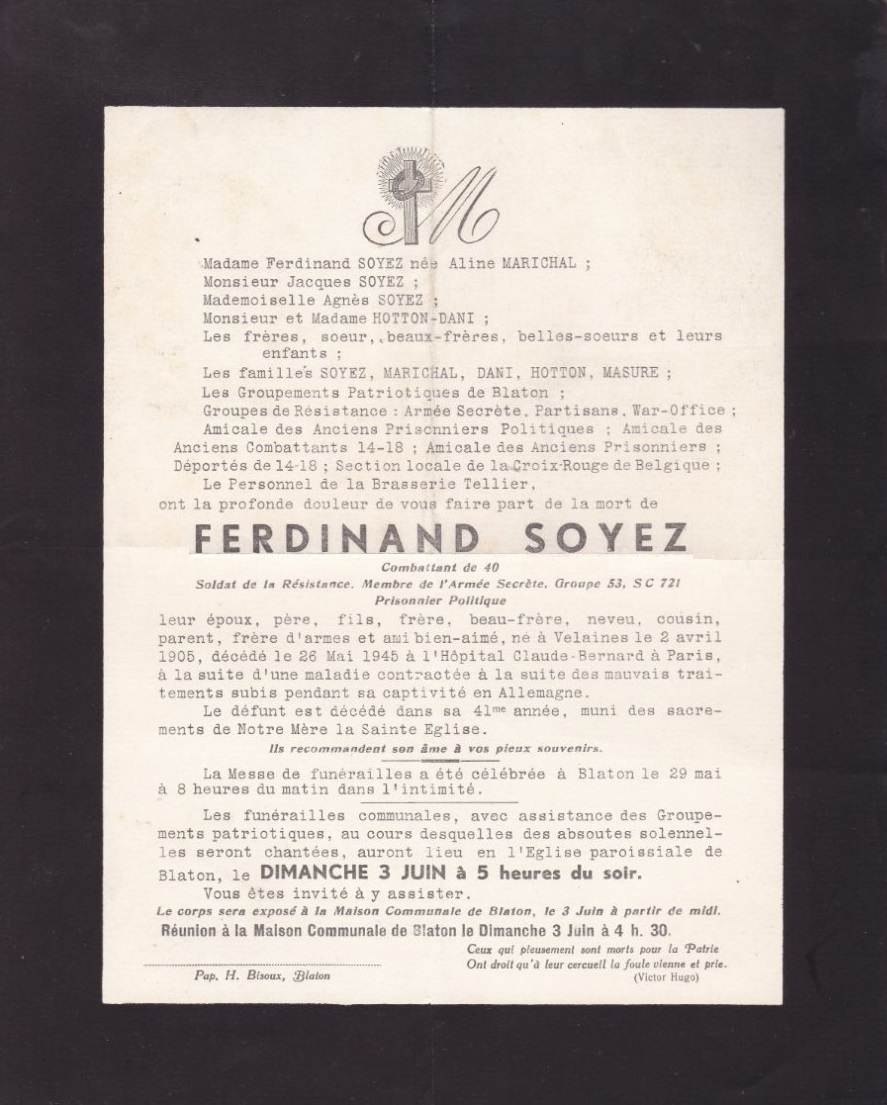 M
Madame Ferdinand SOYEZ née Aline MARICHAL ;
Monsieur Jacques SOYEZ ;
Mademoiselle Agnès SOYEZ ;
Monsieur et Madame HOTTON-DANI ;
Les frères, soeur, beaux-frères, belles-soeurs et leurs
enfants ;
Les familles SOYEZ, MARICHAL, DANI, HOTTON, MASURE ;
Les Groupements Patriotiques de Blaton ;
Groupes de Résistance : Armée Secrète, Partisans, War-Office ;
Amicale des Anciens Prisonniers Politiques ; Amicale des
Anciens Combattants 14-18 ; Amicale des Anciens Prisonniers ;
Déportés de 14-18 ; Section locale de la Croix-Rouge de Belgique ;
Le Personnel de la Brasserie Tellier,
ont la profonde douleur de vous faire part de la mort de
FERDINAND SOYEZ
Combattant de 40
Soldat de la Résistance, Membre de l'Armée Secrète, Groupe 53, S C 721
Prisonnier Politique
leur époux, père, fils, frère, beau-frère, neveu, cousin,
parent, frère d'armes et ami bien-aimé, né à Velaines le 2 avril
1905, décédé le 26 Mai 1945 à l'Hôpital Claude-Bernard à Paris,
à la suite d'une maladie contractée à la suite des mauvais trai-
tements subis pendant sa captivité en Allemagne.
Le défunt est décédé dans sa 41me année, muni des sacre-
ments de Notre Mère la Sainte Eglise.
Ils recommandent son âme à vos pieux souvenirs.
La Messe de funérailles a été célébrée à Blaton le 29 mai
à 8 heures du matin dans l'intimité.
Les funérailles communales, avec assistance des Groupe-
ments patriotiques, au cours desquelles des absoutes solennel-
les seront chantées, auront lieu en l'Eglise paroissiale de
Blaton, le DIMANCHE 3 JUIN à 5 heures du soir.
Vous êtes invité à y assister.
Le corps sera exposé à la Maison Communale de Blaton, le 3 Juin à partir de midi.
Réunion à la Maison Communale de Blaton le Dimanche 3 Juin à 4 h. 30.
Ceux qui pieusement sont morts pour la Patrie
Ont droit qu'à leur cercueil la foule vienne et prie.
(Victor Hugo)
Pap. H. Bisoux, Blaton